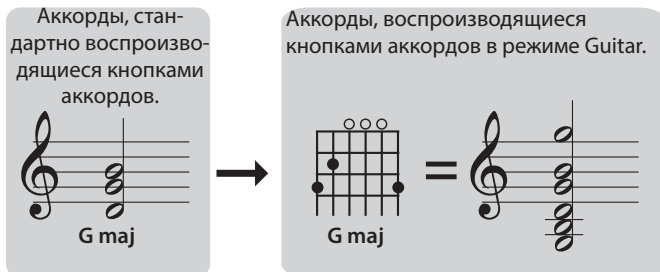 Аккорды, стан-
дартно воспроизво-
дящиеся кнопками
аккордов.
G maj
Аккорды, воспроизводящиеся
кнопками аккордов в режиме Guitar.
G maj